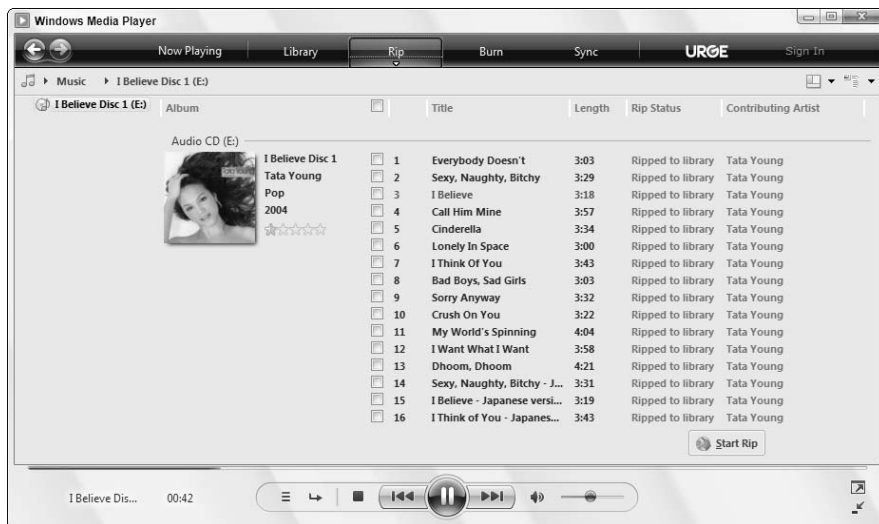 Windows Media Player
Now Playing Library Rip Burn Sync URGE Sign In
Music I Believe Disc 1 (E:)
I Believe Disc 1 (E:) Album Title Length Rip Status Contributing Artist
Audio CD (E:)
I Believe Disc 1
Tata Young
Pop
2004
1 Everybody Doesn't 3:03 Ripped to library Tata Young
2 Sexy, Naughty, Bitchy 3:29 Ripped to library Tata Young
3 I Believe 3:18 Ripped to library Tata Young
4 Call Him Mine 3:57 Ripped to library Tata Young
5 Cinderella 3:34 Ripped to library Tata Young
6 Lonely In Space 3:00 Ripped to library Tata Young
7 I Think Of You 3:43 Ripped to library Tata Young
8 Bad Boys, Sad Girls 3:03 Ripped to library Tata Young
9 Sorry Anyway 3:32 Ripped to library Tata Young
10 Crush On You 3:22 Ripped to library Tata Young
11 My World's Spinning 4:04 Ripped to library Tata Young
12 I Want What I Want 3:58 Ripped to library Tata Young
13 Dhoom, Dhoom 4:21 Ripped to library Tata Young
14 Sexy, Naughty, Bitchy - J... 3:31 Ripped to library Tata Young
15 I Believe - Japanese versi... 3:19 Ripped to library Tata Young
16 I Think of You - Japanes... 3:43 Ripped to library Tata Young
Start Rip
I Believe Dis... 00:42